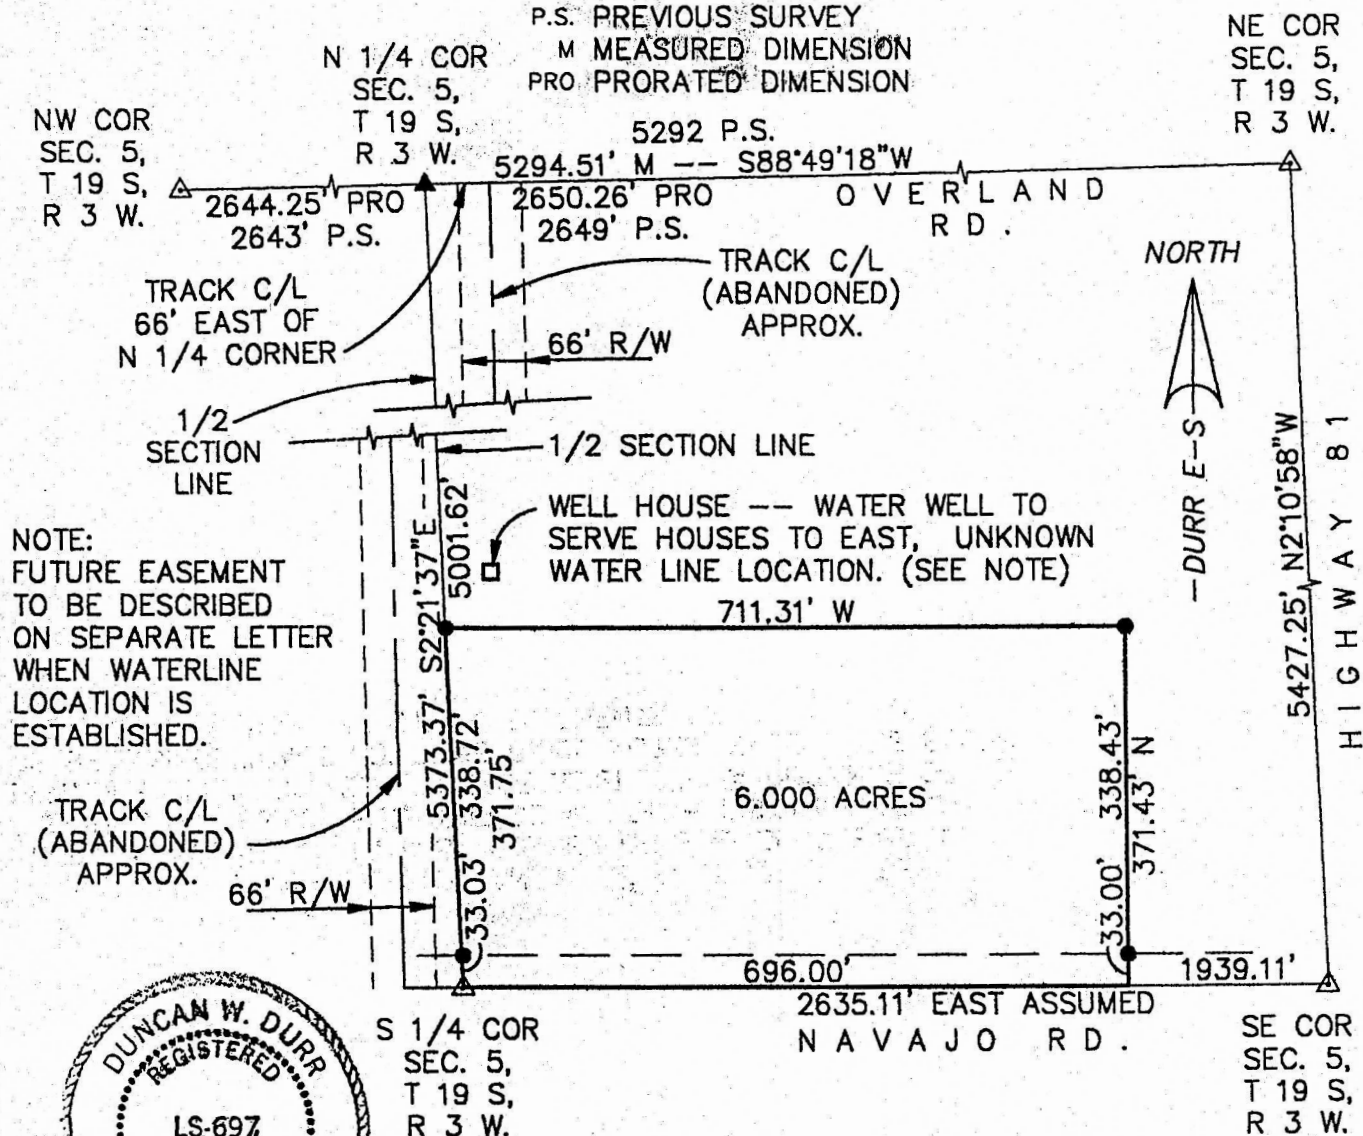 P.S. PREVIOUS SURVEY
M MEASURED DIMENSION
PRO PRORATED DIMENSION
NW COR
SEC. 5,
T 19 S,
R 3 W.
N 1/4 COR
SEC. 5,
T 19 S,
R 3 W.
NE COR
SEC. 5,
T 19 S,
R 3 W.
5292 P.S.
5294.51' M -- S88°49'18"W
2644.25' PRO
2643' P.S.
2650.26' PRO
2649' P.S.
OVERLAND
RD.
TRACK C/L
66' EAST OF
N 1/4 CORNER
TRACK C/L
(ABANDONED)
APPROX.
NORTH
66' R/W
1/2
SECTION
LINE
1/2 SECTION LINE
DURR E-S
5427.25' N2°10'58"W
HIGHWAY 81
WELL HOUSE -- WATER WELL TO
SERVE HOUSES TO EAST, UNKNOWN
WATER LINE LOCATION. (SEE NOTE)
NOTE:
FUTURE EASEMENT
TO BE DESCRIBED
ON SEPARATE LETTER
WHEN WATERLINE
LOCATION IS
ESTABLISHED.
5373.37' S2°21'37"E
5001.62'
711.31' W
338.72'
371.75'
33.03'
6.000 ACRES
338.43'
371.43' N
33.00'
TRACK C/L
(ABANDONED)
APPROX.
66' R/W
696.00'
1939.11'
2635.11' EAST ASSUMED
NAVAJO RD.
S 1/4 COR
SEC. 5,
T 19 S,
R 3 W.
SE COR
SEC. 5,
T 19 S,
R 3 W.
DUNCAN W. DURR
REGISTERED
LS-697